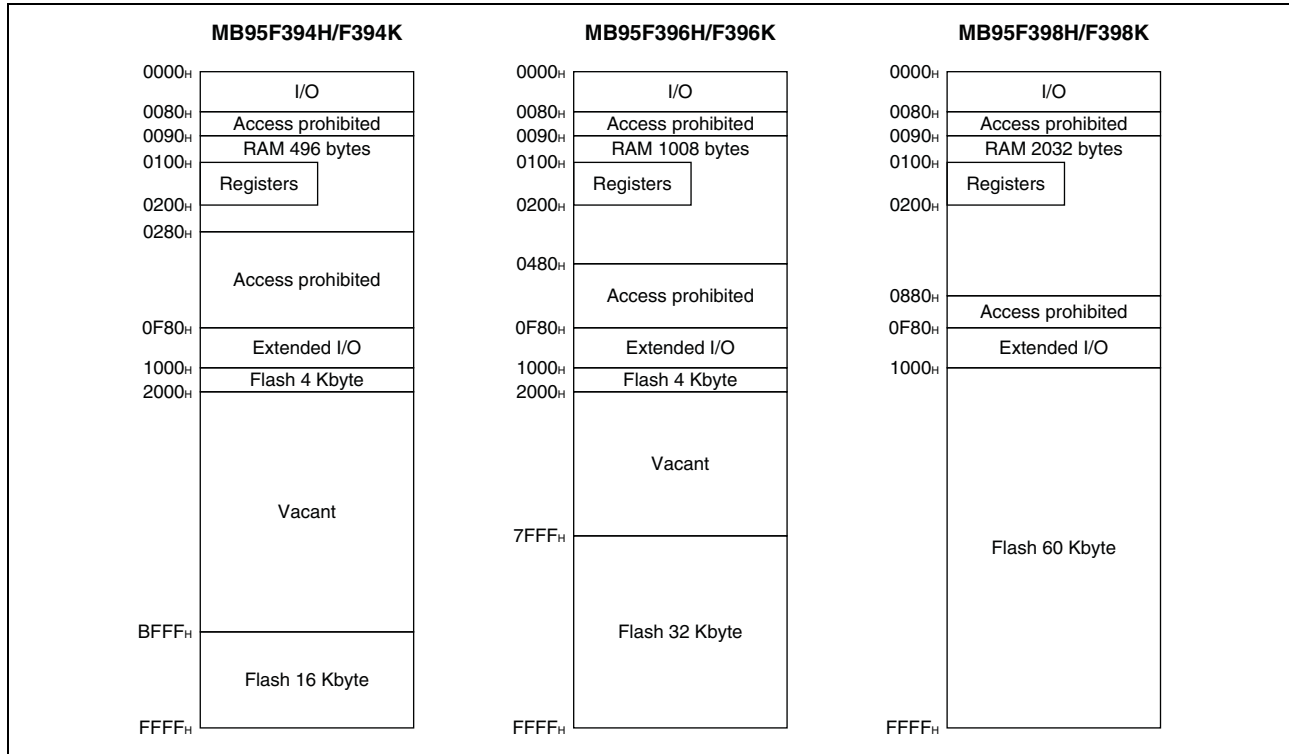 MB95F394H/F394K
0000H
I/O
0080H
Access prohibited
0090H
RAM 496 bytes
0100H
Registers
0200H
0280H
Access prohibited
0F80H
Extended I/O
1000H
Flash 4 Kbyte
2000H
Vacant
BFFFH
Flash 16 Kbyte
FFFFH
MB95F396H/F396K
0000H
I/O
0080H
Access prohibited
0090H
RAM 1008 bytes
0100H
Registers
0200H
0480H
Access prohibited
0F80H
Extended I/O
1000H
Flash 4 Kbyte
2000H
Vacant
7FFFH
Flash 32 Kbyte
FFFFH
MB95F398H/F398K
0000H
I/O
0080H
Access prohibited
0090H
RAM 2032 bytes
0100H
Registers
0200H
0880H
Access prohibited
0F80H
Extended I/O
1000H
Flash 60 Kbyte
FFFFH